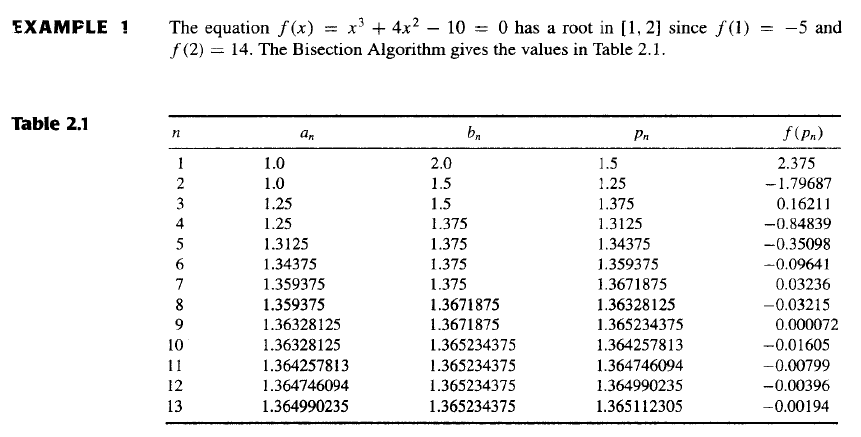 EXAMPLE 1 The equation f(x) = x³ + 4x² − 10 = 0 has a root in [1, 2] since f(1) = −5 and
f(2) = 14. The Bisection Algorithm gives the values in Table 2.1.
Table 2.1
n aₙ bₙ pₙ f(pₙ)
1 1.0 2.0 1.5 2.375
2 1.0 1.5 1.25 −1.79687
3 1.25 1.5 1.375 0.16211
4 1.25 1.375 1.3125 −0.84839
5 1.3125 1.375 1.34375 −0.35098
6 1.34375 1.375 1.359375 −0.09641
7 1.359375 1.375 1.3671875 0.03236
8 1.359375 1.3671875 1.36328125 −0.03215
9 1.36328125 1.3671875 1.365234375 0.000072
10 1.36328125 1.365234375 1.364257813 −0.01605
11 1.364257813 1.365234375 1.364746094 −0.00799
12 1.364746094 1.365234375 1.364990235 −0.00396
13 1.364990235 1.365234375 1.365112305 −0.00194